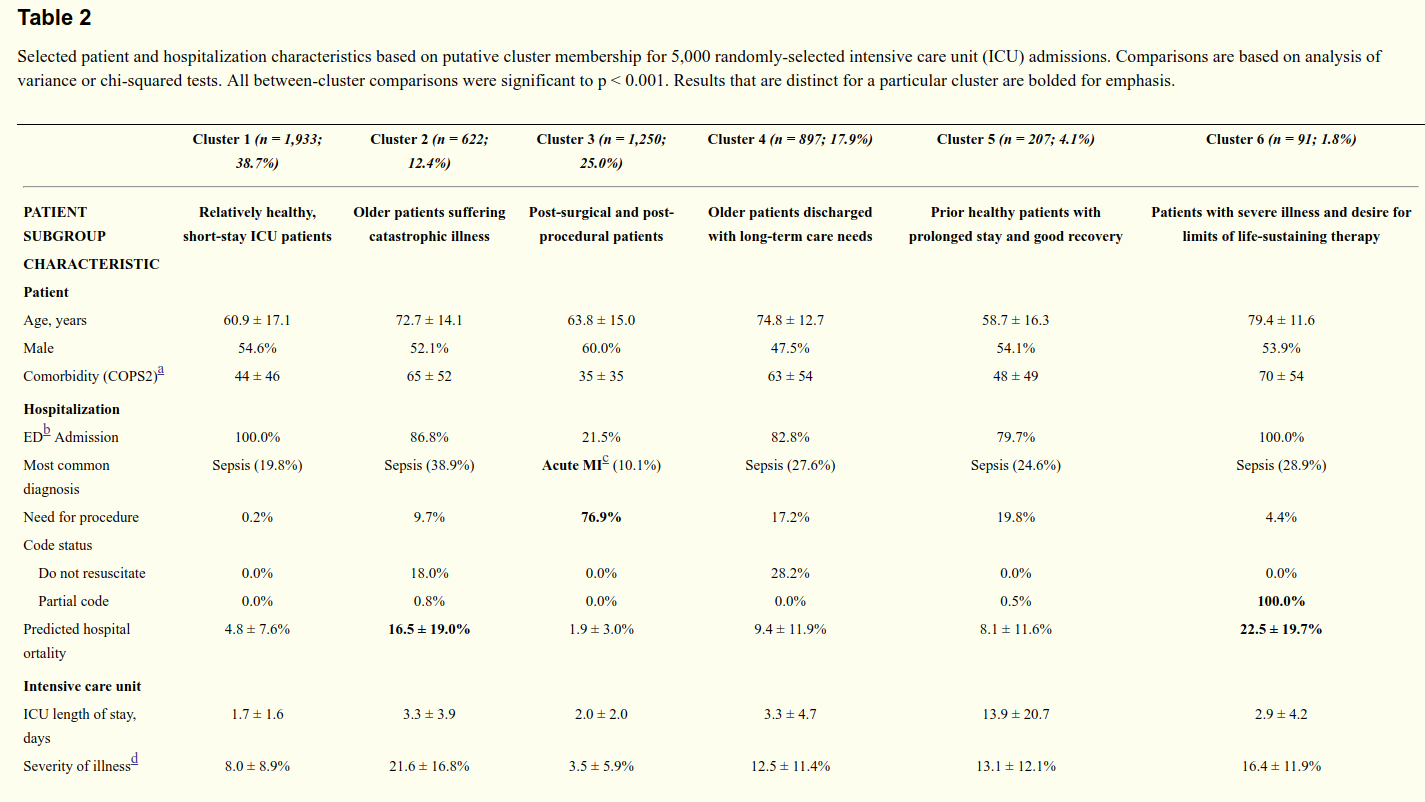 Table 2
Selected patient and hospitalization characteristics based on putative cluster membership for 5,000 randomly-selected intensive care unit (ICU) admissions. Comparisons are based on analysis of
variance or chi-squared tests. All between-cluster comparisons were significant to p < 0.001. Results that are distinct for a particular cluster are bolded for emphasis.
Cluster 1 (n = 1,933; 38.7%) Cluster 2 (n = 622; 12.4%) Cluster 3 (n = 1,250; 25.0%) Cluster 4 (n = 897; 17.9%) Cluster 5 (n = 207; 4.1%) Cluster 6 (n = 91; 1.8%)
PATIENT SUBGROUP Relatively healthy, short-stay ICU patients Older patients suffering catastrophic illness Post-surgical and post-procedural patients Older patients discharged with long-term care needs Prior healthy patients with prolonged stay and good recovery Patients with severe illness and desire for limits of life-sustaining therapy
CHARACTERISTIC
Patient
Age, years 60.9 ± 17.1 72.7 ± 14.1 63.8 ± 15.0 74.8 ± 12.7 58.7 ± 16.3 79.4 ± 11.6
Male 54.6% 52.1% 60.0% 47.5% 54.1% 53.9%
Comorbidity (COPS2)a 44 ± 46 65 ± 52 35 ± 35 63 ± 54 48 ± 49 70 ± 54
Hospitalization
EDb Admission 100.0% 86.8% 21.5% 82.8% 79.7% 100.0%
Most common diagnosis Sepsis (19.8%) Sepsis (38.9%) Acute MIc (10.1%) Sepsis (27.6%) Sepsis (24.6%) Sepsis (28.9%)
Need for procedure 0.2% 9.7% 76.9% 17.2% 19.8% 4.4%
Code status
Do not resuscitate 0.0% 18.0% 0.0% 28.2% 0.0% 0.0%
Partial code 0.0% 0.8% 0.0% 0.0% 0.5% 100.0%
Predicted hospital ortality 4.8 ± 7.6% 16.5 ± 19.0% 1.9 ± 3.0% 9.4 ± 11.9% 8.1 ± 11.6% 22.5 ± 19.7%
Intensive care unit
ICU length of stay, days 1.7 ± 1.6 3.3 ± 3.9 2.0 ± 2.0 3.3 ± 4.7 13.9 ± 20.7 2.9 ± 4.2
Severity of illnessd 8.0 ± 8.9% 21.6 ± 16.8% 3.5 ± 5.9% 12.5 ± 11.4% 13.1 ± 12.1% 16.4 ± 11.9%